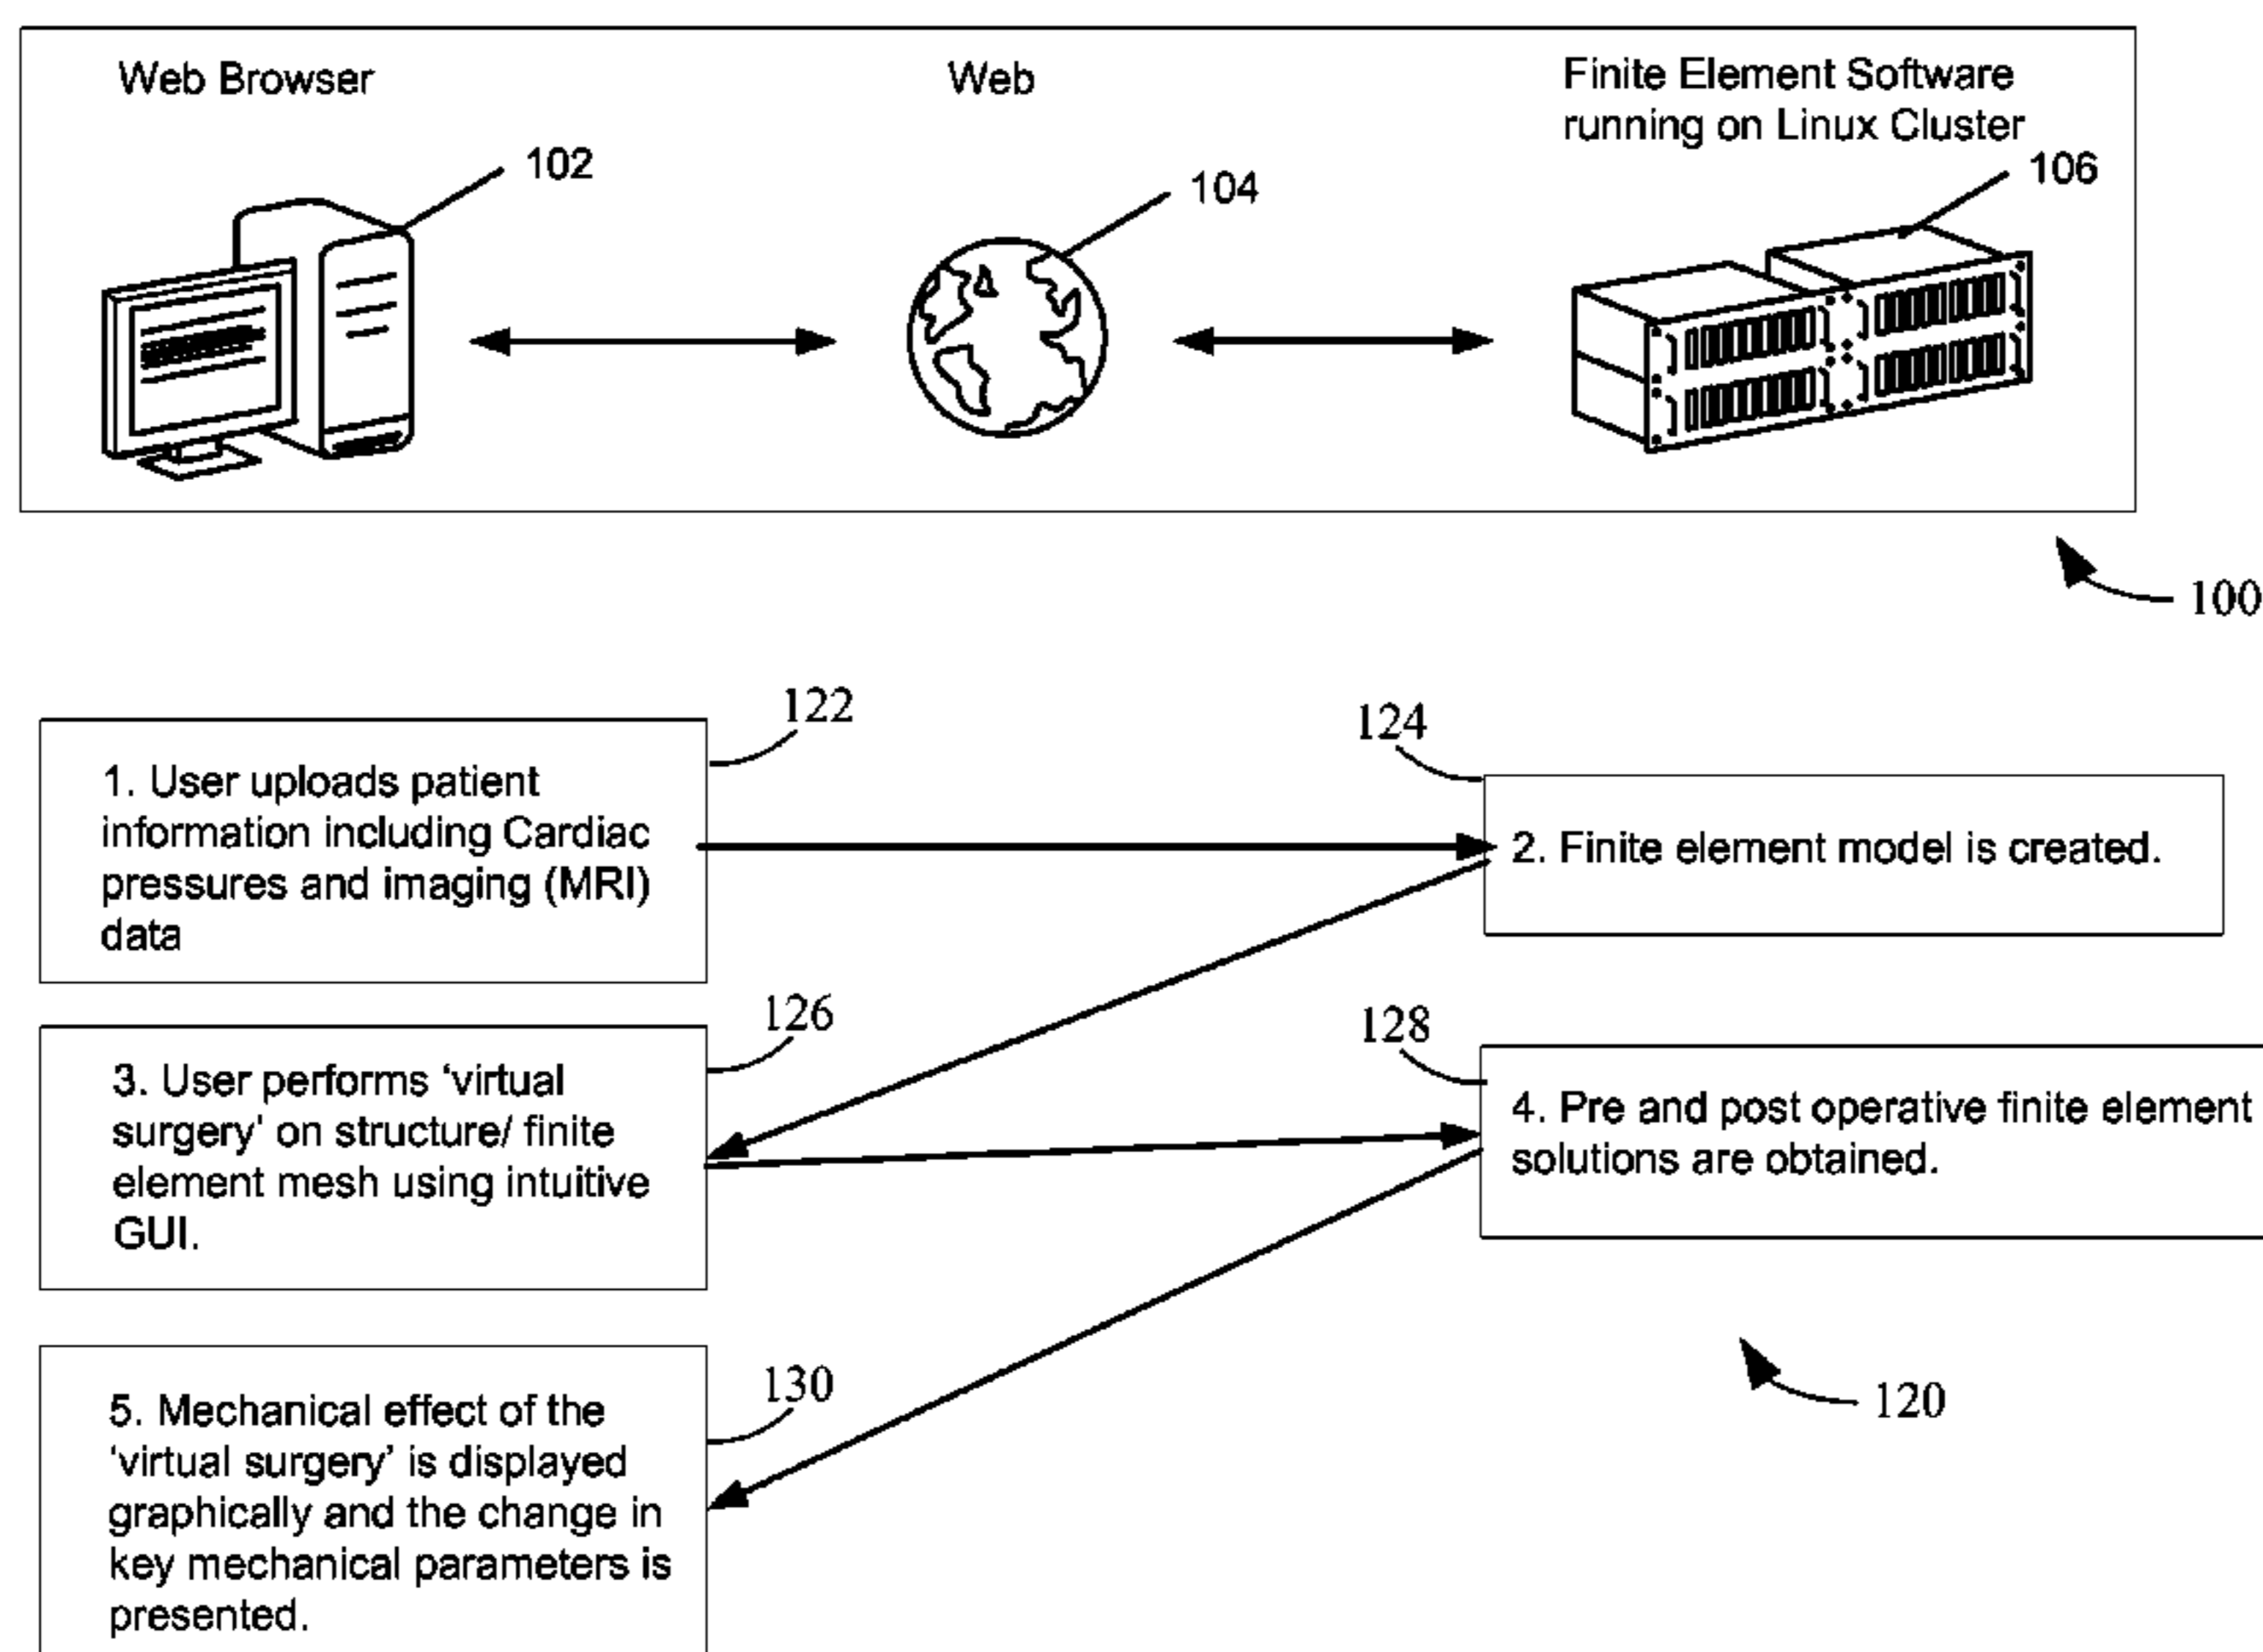 Web Browser
Web
Finite Element Software
running on Linux Cluster
102
104
106
100
122
124
1. User uploads patient
information including Cardiac
pressures and imaging (MRI)
data
2. Finite element model is created.
126
128
3. User performs ‘virtual
surgery’ on structure/ finite
element mesh using intuitive
GUI.
4. Pre and post operative finite element
solutions are obtained.
130
120
5. Mechanical effect of the
‘virtual surgery’ is displayed
graphically and the change in
key mechanical parameters is
presented.